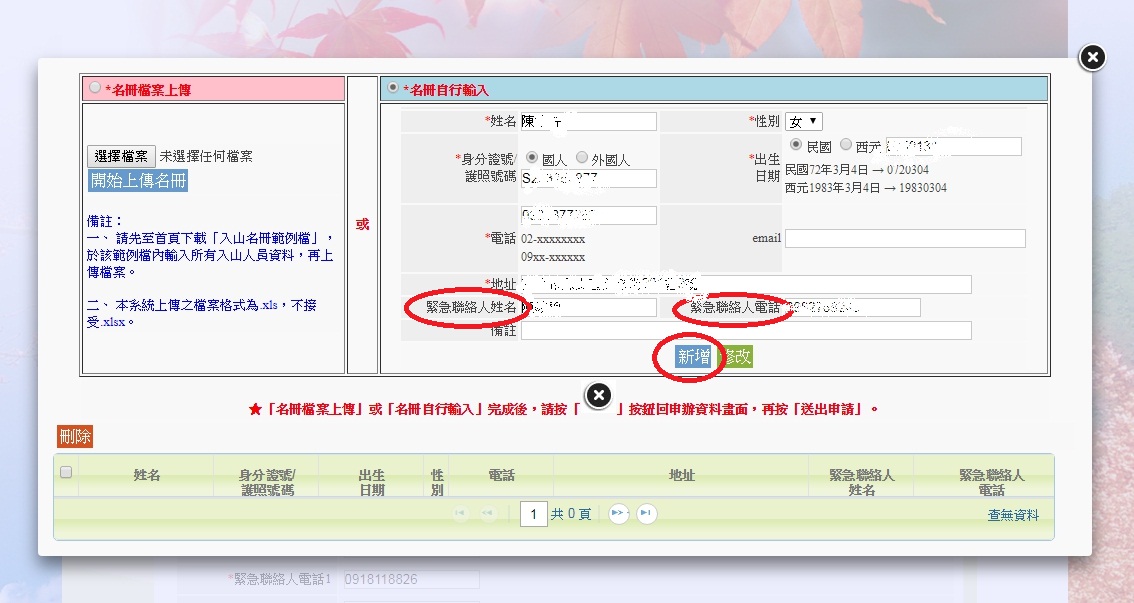 *名冊檔案上傳
選擇檔案 未選擇任何檔案
開始上傳名冊
備註：
一、 請先至首頁下載「入山名冊範例檔」，
於該範例檔內輸入所有入山人員資料，再上
傳檔案。
二、 本系統上傳之檔案格式為.xls，不接
受.xlsx。
或
*名冊自行輸入
*姓名 陳
*性別 女
*身分證號/
護照號碼
國人 外國人
*出生
日期
民國 西元
民國72年3月4日 → 0720304
西元1983年3月4日 → 19830304
*電話
02-xxxxxxxx
09xx-xxxxxx
email
*地址
緊急聯絡人姓名
緊急聯絡人電話
備註
新增 修改
★「名冊檔案上傳」或「名冊自行輸入」完成後，請按「 」按鈕回申辦資料畫面，再按「送出申請」。
刪除
姓名 身分證號/
護照號碼 出生
日期 性
別 電話 地址 緊急聯絡人
姓名 緊急聯絡人
電話
1 共 0 頁
查無資料
*緊急聯絡人電話1 0918118826